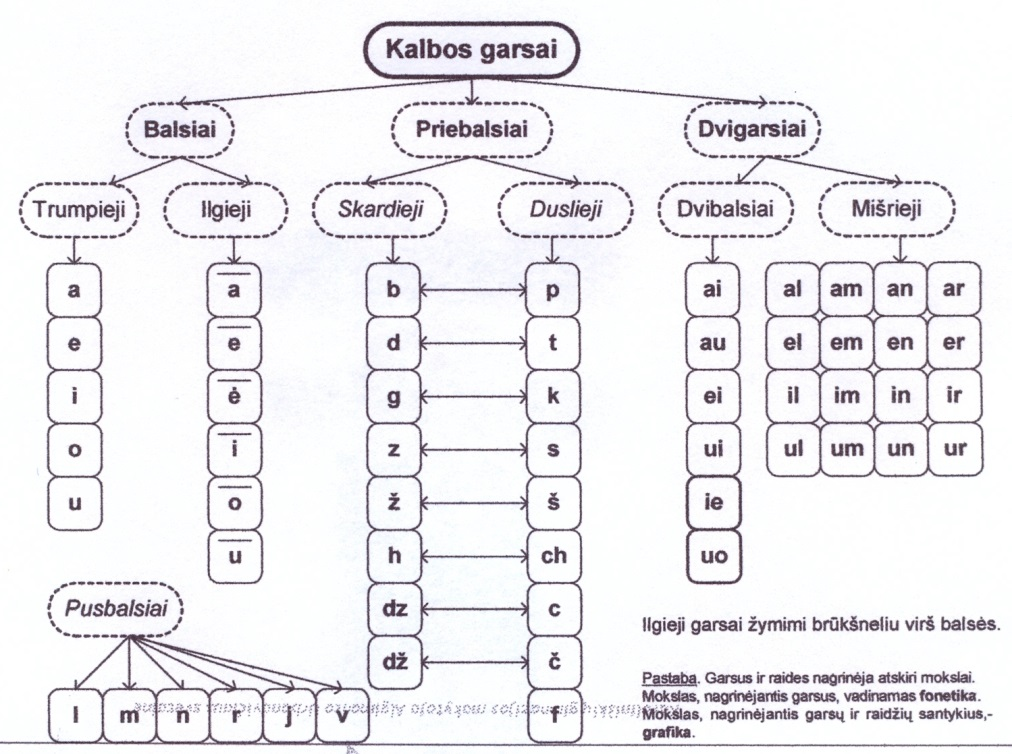 Kalbos garsai
Balsiai Priebalsiai Dvigarsiai
Trumpieji Ilgieji Skardieji Duslieji Dvibalsiai Mišrieji
a a̅ b p ai al am an ar
e e̅ d t au el em en er
i ė̅ g k ei il im in ir
o i̅ z s ui ul um un ur
u o̅ ž š ie
u̅ h ch uo
Pusbalsiai dz c
Ilgieji garsai žymimi brūkšneliu virš balsės.
dž č
l m n r j v f
Pastaba. Garsus ir raides nagrinėja atskiri mokslai.
Mokslas, nagrinėjantis garsus, vadinamas fonetika.
Mokslas, nagrinėjantis garsų ir raidžių santykius,-
grafika.